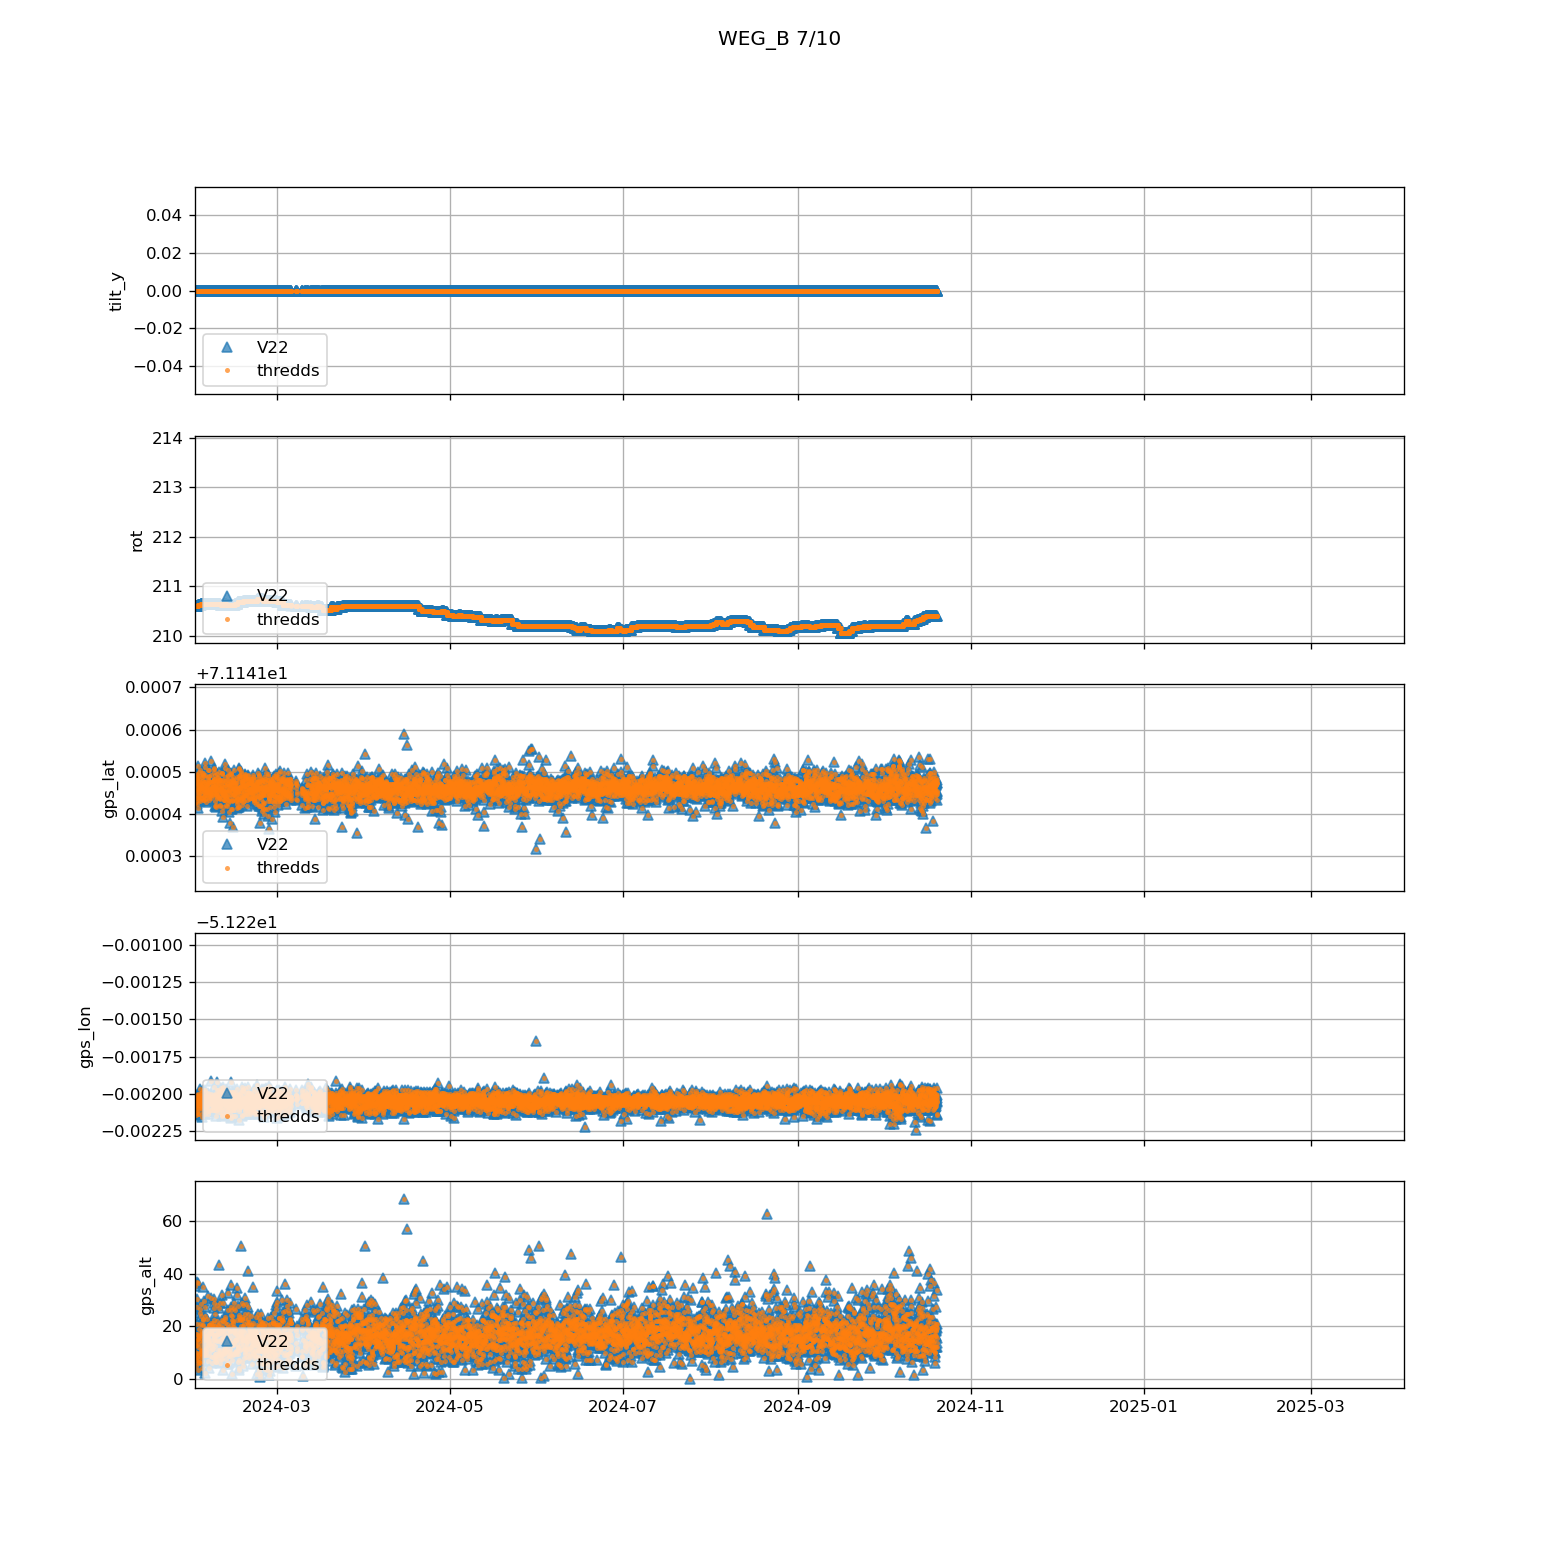 WEG_B 7/10
0.04
0.02
0.00
−0.02
−0.04
tilt_y
V22
thredds
214
213
212
211
210
rot
V22
thredds
+7.1141e1
0.0007
0.0006
0.0005
0.0004
0.0003
gps_lat
V22
thredds
−5.122e1
−0.00100
−0.00125
−0.00150
−0.00175
−0.00200
−0.00225
gps_lon
V22
thredds
60
40
20
0
gps_alt
V22
thredds
2024-03 2024-05 2024-07 2024-09 2024-11 2025-01 2025-03